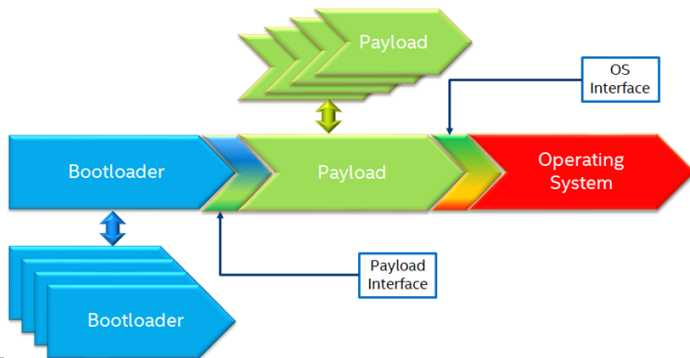 Payload
OS
Interface
Bootloader
Payload
Operating
System
Payload
Interface
Bootloader